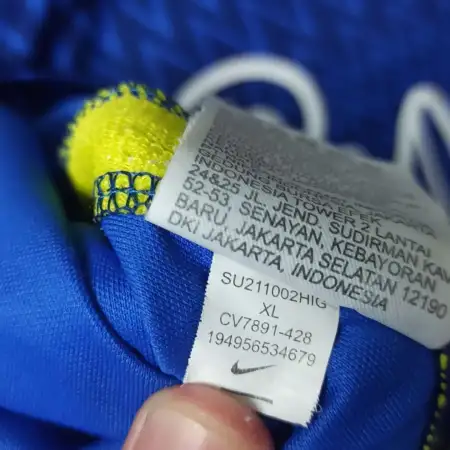 INDONESIA TOWER 2 LANTAI
24&25 JL. JEND, SUDIRMAN KAV
52-53, SENAYAN, KEBAYORAN
BARU, JAKARTA SELATAN 12190
DKI JAKARTA, INDONESIA
SU211002HIG
XL
CV7891-428
194956534679